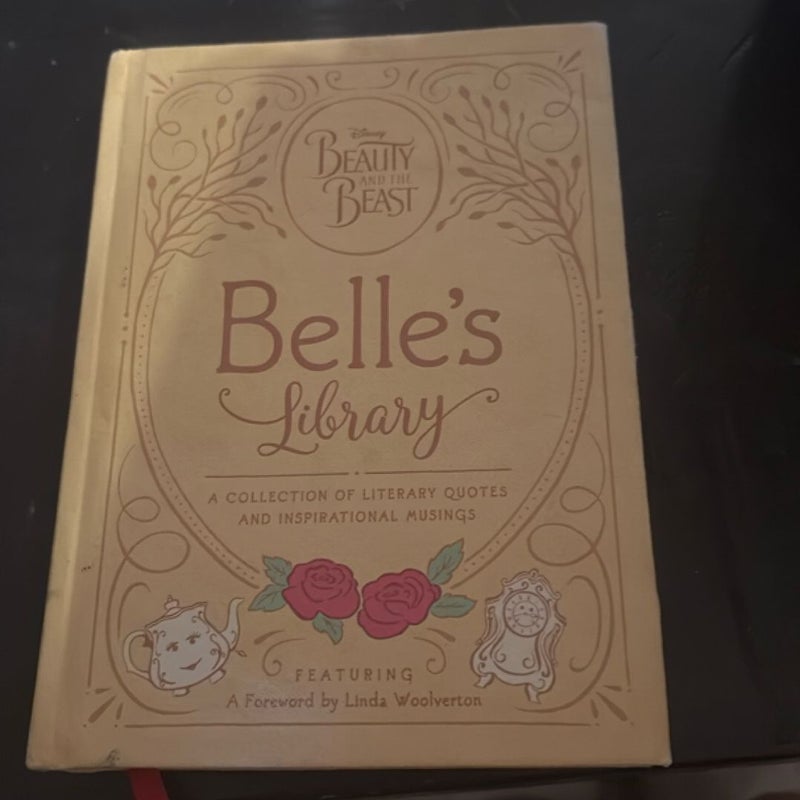 Disney
BEAUTY
AND THE
BEAST
Belle's
Library
A COLLECTION OF LITERARY QUOTES
AND INSPIRATIONAL MUSINGS
FEATURING
A Foreword by Linda Woolverton